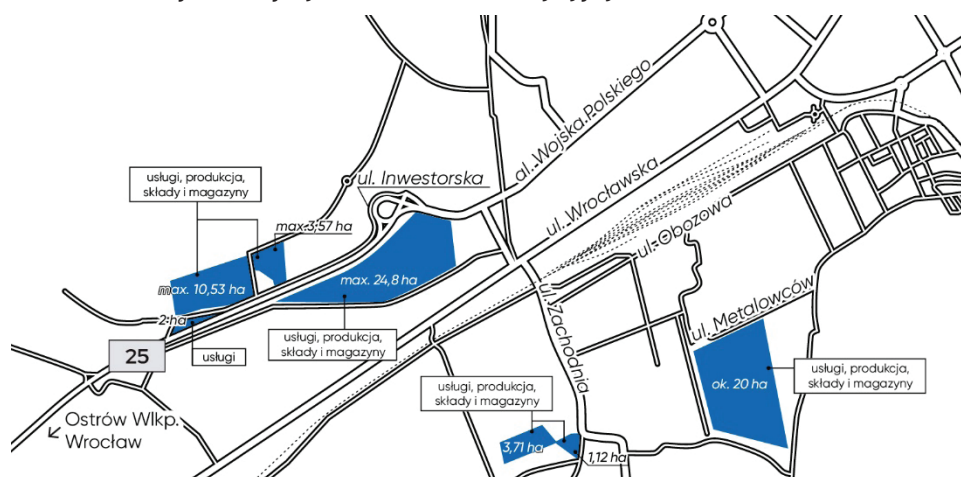 al. Wojska Polskiego
usługi, produkcja,
składy i magazyny
ul. Inwestorska
ul. Wrocławska
max.3,57 ha
ul. Obozowa
max. 10,53 ha
max. 24,8 ha
ul. Zachodnia
ul. Metalowców
2 ha
usługi
usługi, produkcja,
składy i magazyny
25
ok. 20 ha
usługi, produkcja,
składy i magazyny
usługi, produkcja,
składy i magazyny
Ostrów Wlkp.
Wrocław
3,71 ha
1,12 ha